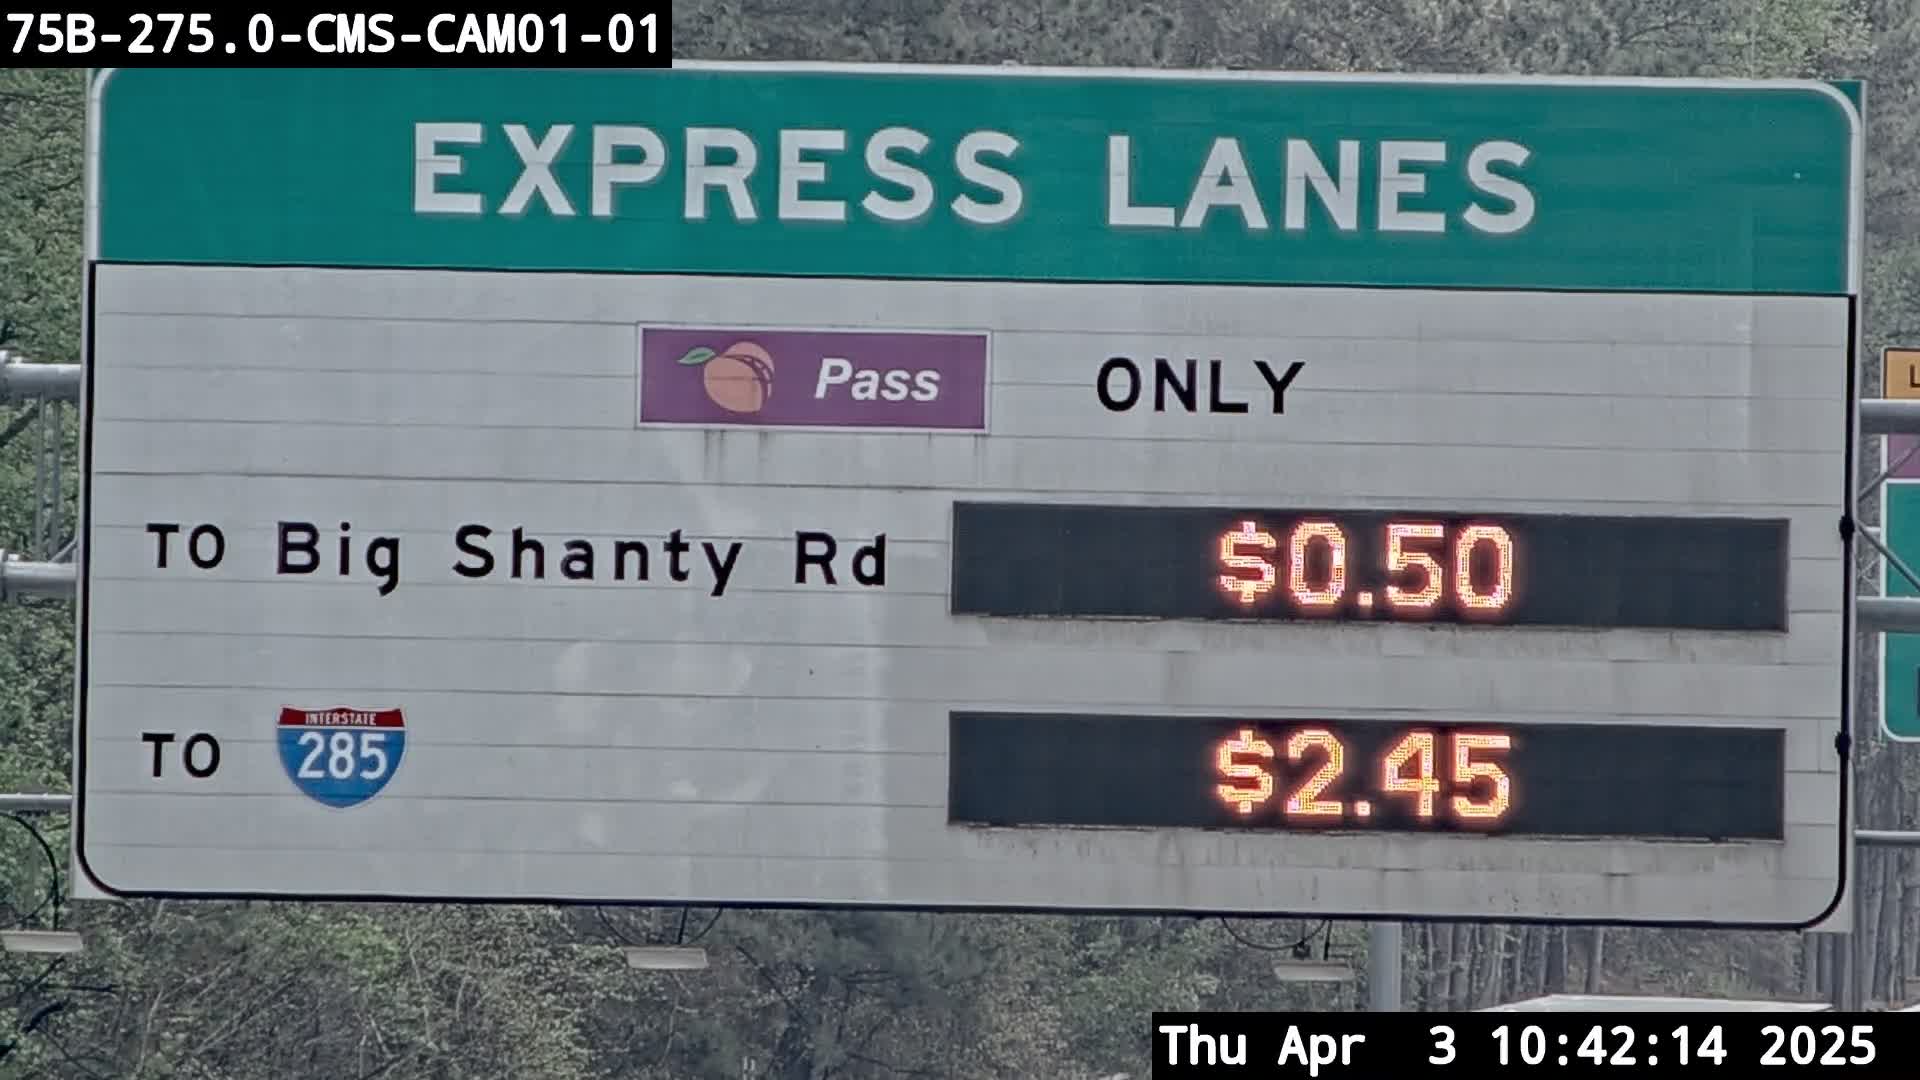 75B-275.0-CMS-CAM01-01
EXPRESS LANES
Pass ONLY
TO Big Shanty Rd $0.50
TO INTERSTATE 285 $2.45
Thu Apr 3 10:42:14 2025